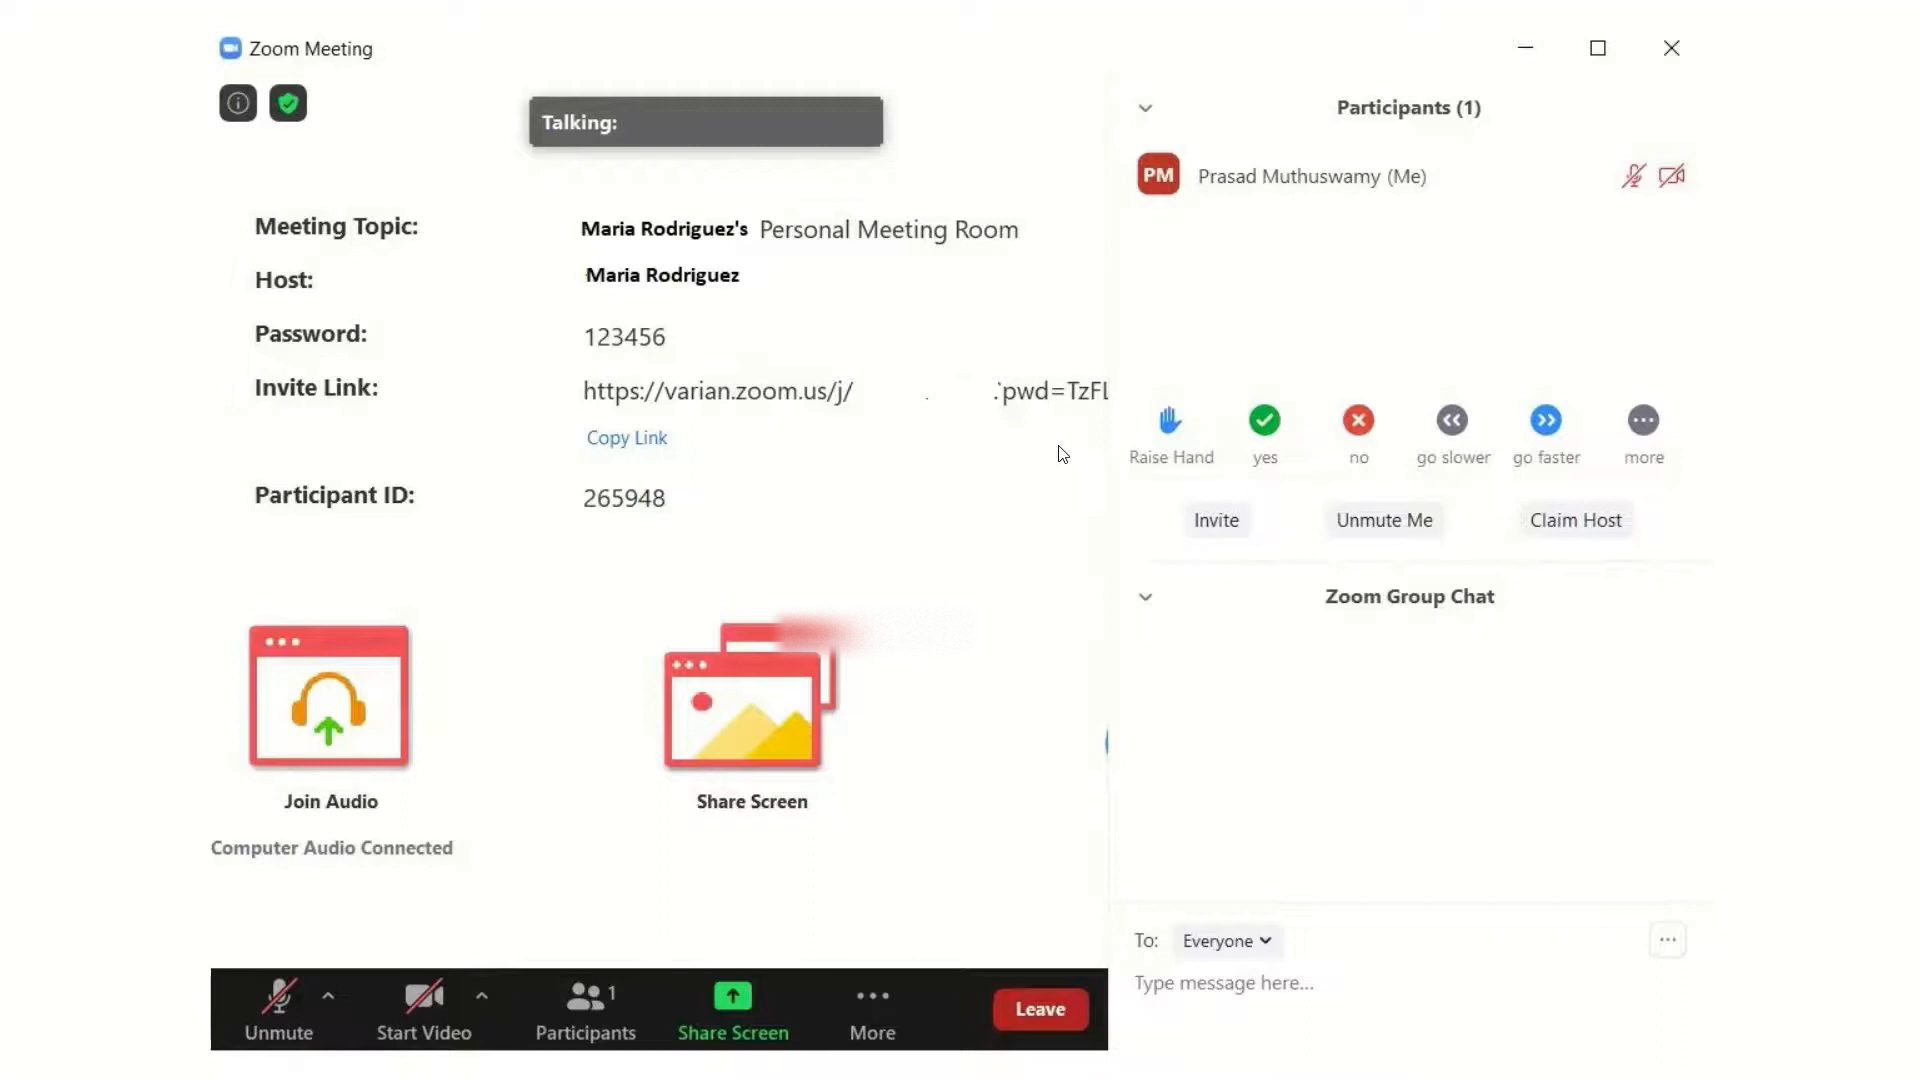 Zoom Meeting
Talking:
Meeting Topic: Maria Rodriguez's Personal Meeting Room
Host: Maria Rodriguez
Password: 123456
Invite Link: https://varian.zoom.us/j/ pwd=TzFL
Copy Link
Participant ID: 265948
Join Audio
Computer Audio Connected
Share Screen
Unmute
Start Video
1
Participants
Share Screen
More
Leave
Participants (1)
PM Prasad Muthuswamy (Me)
Raise Hand
yes
no
go slower
go faster
more
Invite
Unmute Me
Claim Host
Zoom Group Chat
To: Everyone
Type message here...